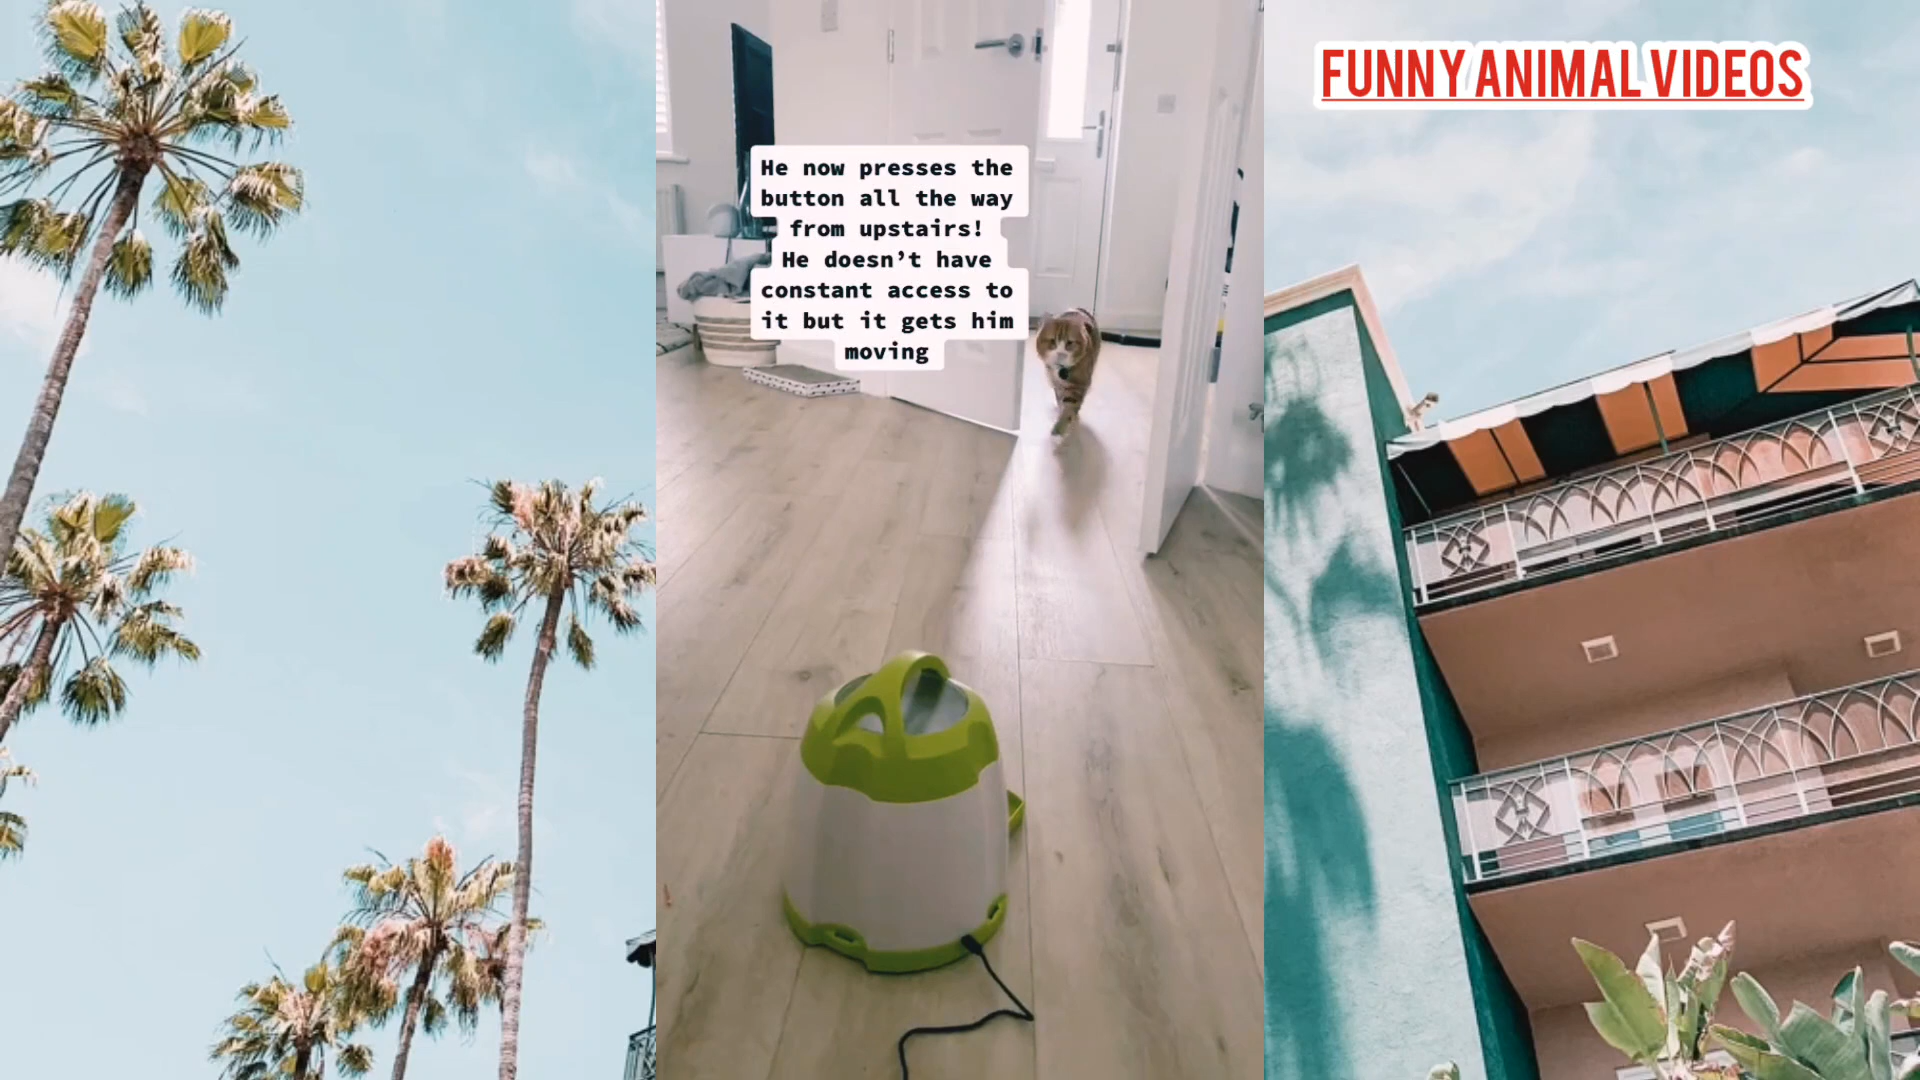 He now presses the
button all the way
from upstairs!
He doesn’t have
constant access to
it but it gets him
moving
FUNNY ANIMAL VIDEOS